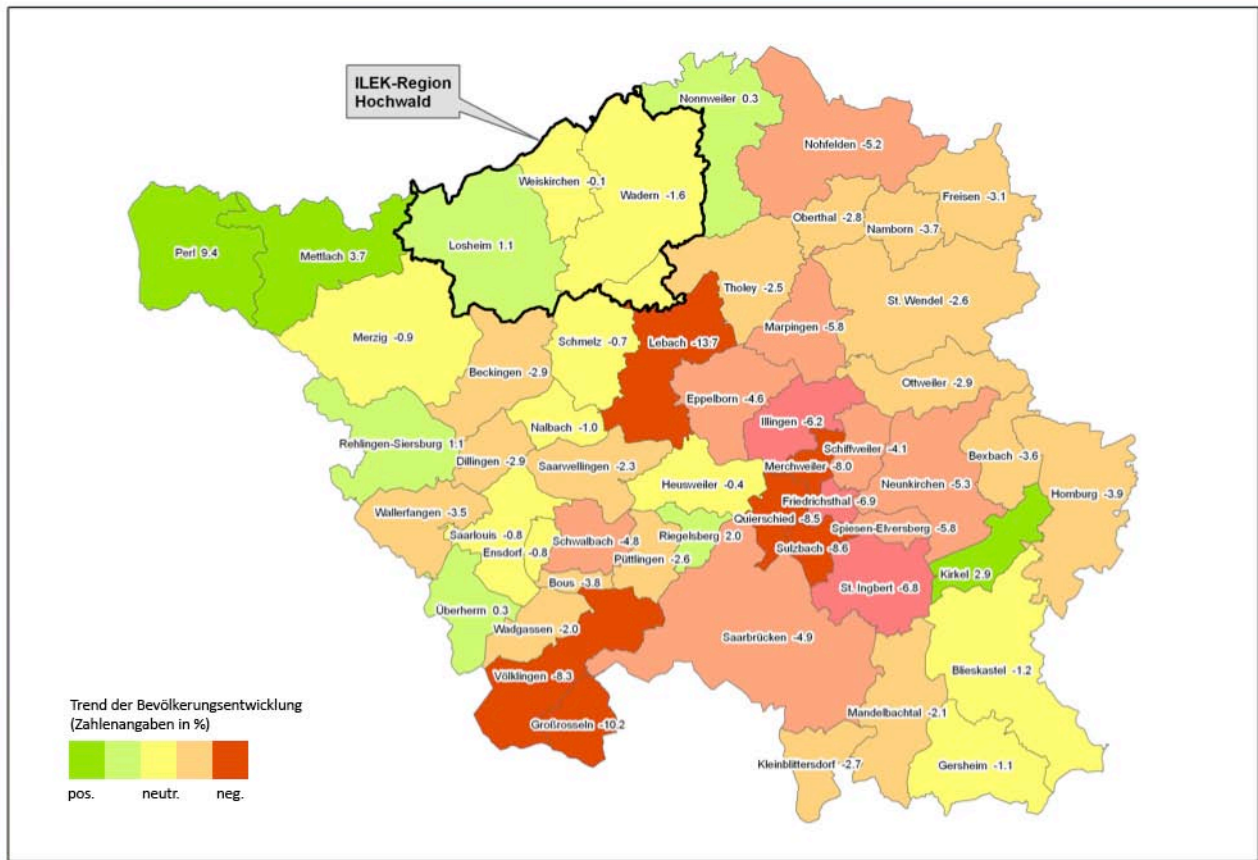 ILEK-Region
Hochwald
Nonnweiler 0.3
Nohfelden -5.2
Weiskirchen -0.1
Wadern -1.6
Freisen -3.1
Oberthal -2.8
Namborn -3.7
Perl 9.4
Mettlach 3.7
Losheim 1.1
Tholey -2.5
St. Wendel -2.6
Marpingen -5.8
Merzig -0.9
Schmelz -0.7
Lebach -13.7
Beckingen -2.9
Ottweiler -2.9
Eppelborn -4.6
Illingen -6.2
Nalbach -1.0
Rehlingen-Siersburg 1.1
Schiffweiler -4.1
Bexbach -3.6
Dillingen -2.9
Saarwellingen -2.3
Merchweiler -8.0
Heusweiler -0.4
Neunkirchen -5.3
Homburg -3.9
Friedrichsthal -6.9
Wallerfangen -3.5
Quierschied -8.5
Spiesen-Elversberg -5.8
Saarlouis -0.8
Riegelsberg 2.0
Schwalbach -4.8
Sulzbach -8.6
Ensdorf -0.8
Püttlingen -2.6
Kirkel 2.9
Bous -3.8
St. Ingbert -6.8
Überherrn 0.3
Wadgassen -2.0
Saarbrücken -4.9
Blieskastel -1.2
Völklingen -8.3
Mandelbachtal -2.1
Großrosseln -10.2
Kleinblittersdorf -2.7
Gersheim -1.1
Trend der Bevölkerungsentwicklung
(Zahlenangaben in %)
pos. neutr. neg.